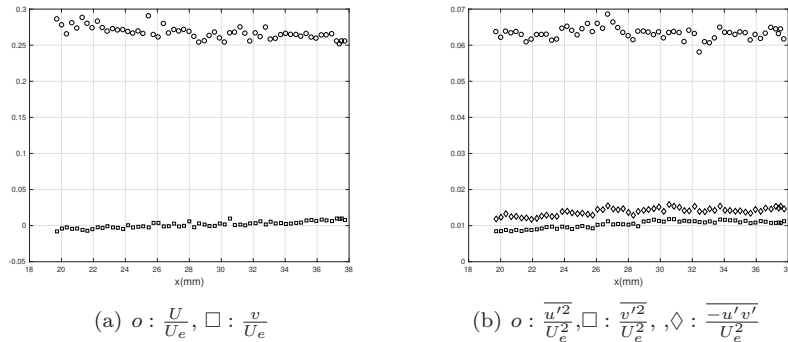 0.3
0.25
0.2
0.15
0.1
0.05
0
-0.05
18 20 22 24 26 28 30 32 34 36 38
x(mm)
(a) o : U/U_e, □ : v/U_e
0.07
0.06
0.05
0.04
0.03
0.02
0.01
0
18 20 22 24 26 28 30 32 34 36 38
x(mm)
(b) o : \overline{u'^2}/U_e^2,□ : \overline{v'^2}/U_e^2, ,◇ : \overline{-u'v'}/U_e^2